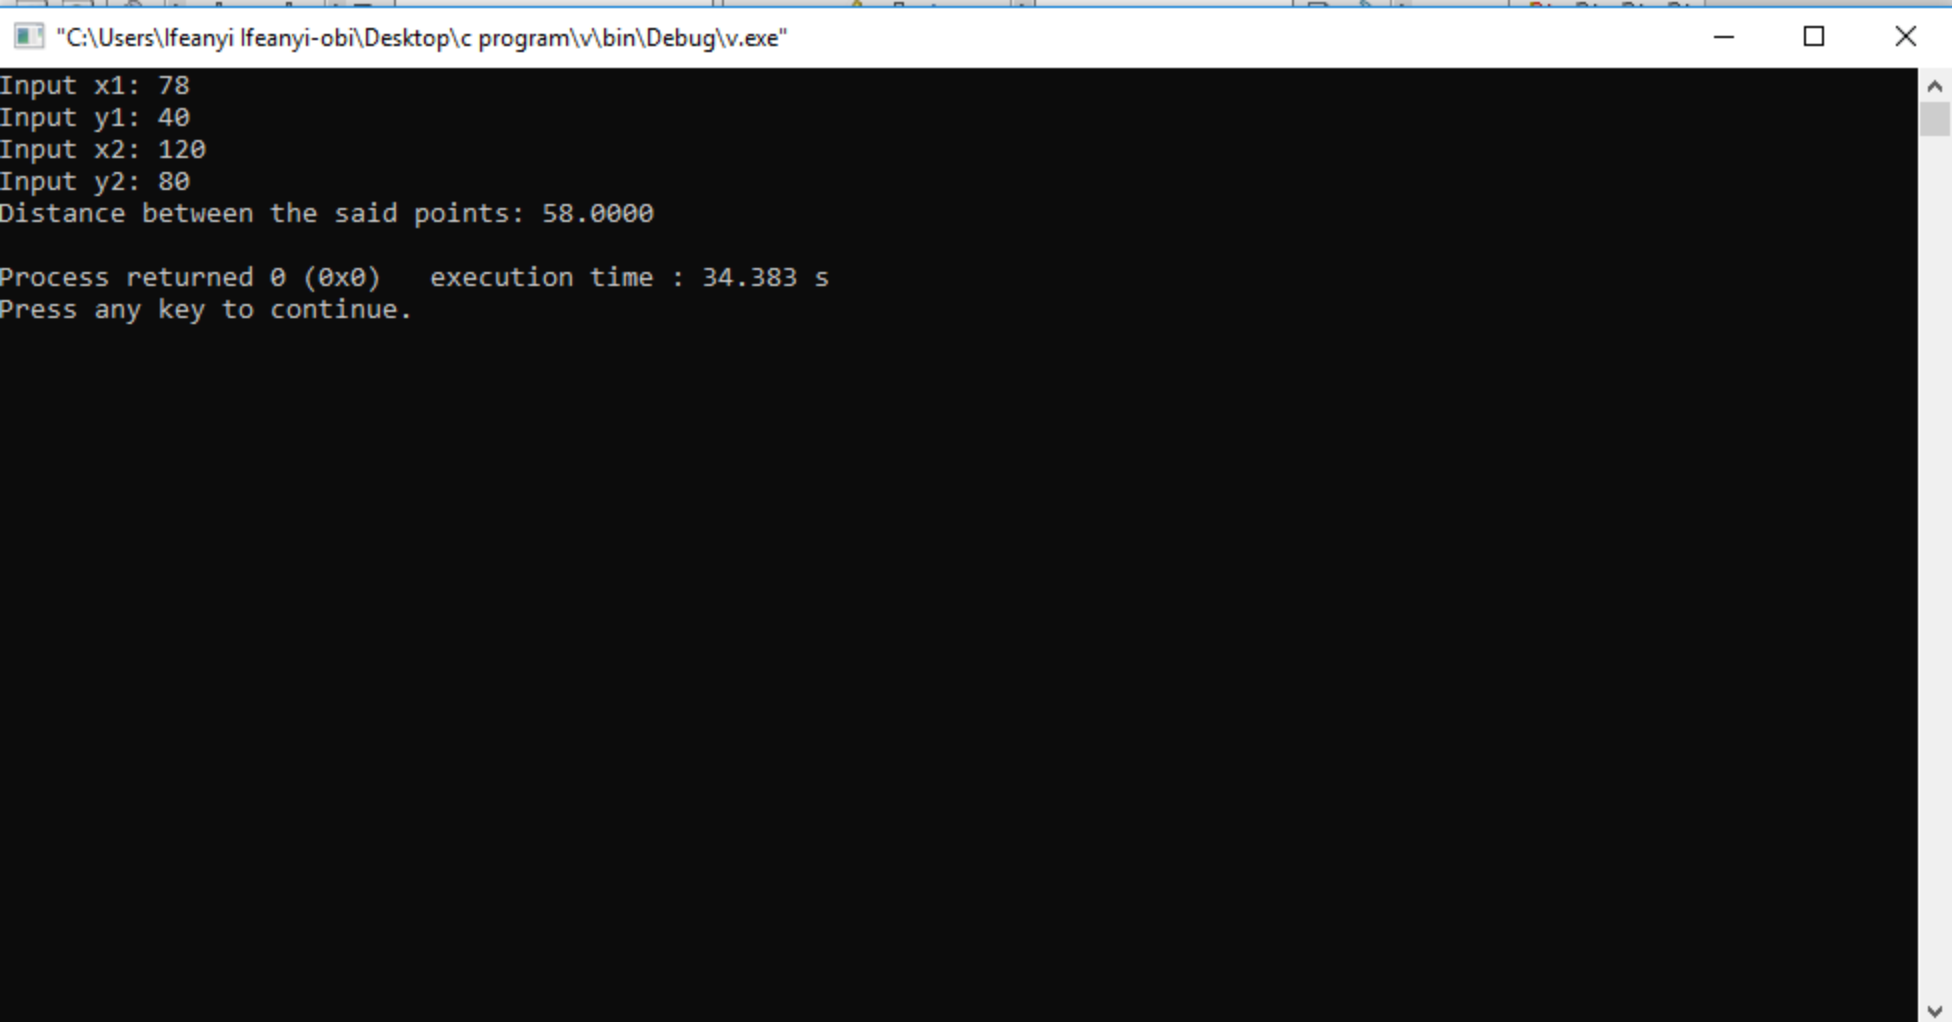 "C:\Users\Ifeanyi Ifeanyi-obi\Desktop\c program\v\bin\Debug\v.exe"
Input x1: 78
Input y1: 40
Input x2: 120
Input y2: 80
Distance between the said points: 58.0000
Process returned 0 (0x0)   execution time : 34.383 s
Press any key to continue.